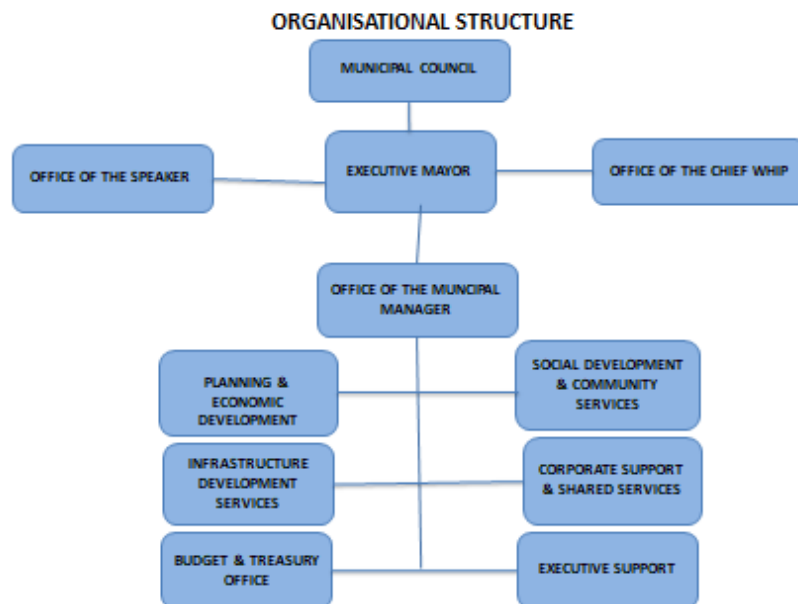 ORGANISATIONAL STRUCTURE
MUNICIPAL COUNCIL
OFFICE OF THE SPEAKER
EXECUTIVE MAYOR
OFFICE OF THE CHIEF WHIP
OFFICE OF THE MUNCIPAL
MANAGER
PLANNING &
ECONOMIC
DEVELOPMENT
SOCIAL DEVELOPMENT
& COMMUNITY
SERVICES
INFRASTRUCTURE
DEVELOPMENT
SERVICES
CORPORATE SUPPORT
& SHARED SERVICES
BUDGET & TREASURY
OFFICE
EXECUTIVE SUPPORT